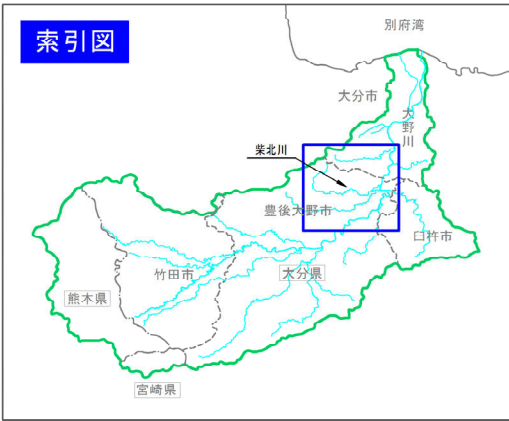 索引図
別府湾
大分市
大野川
柴北川
豊後大野市
臼杵市
竹田市
大分県
熊本県
宮崎県